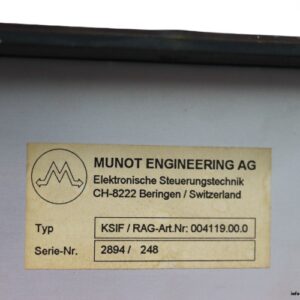 MUNOT ENGINEERING AG
Elektronische Steuerungstechnik
CH-8222 Beringen / Switzerland
Typ KSIF / RAG-Art.Nr: 004119.00.0
Serie-Nr. 2894 / 248